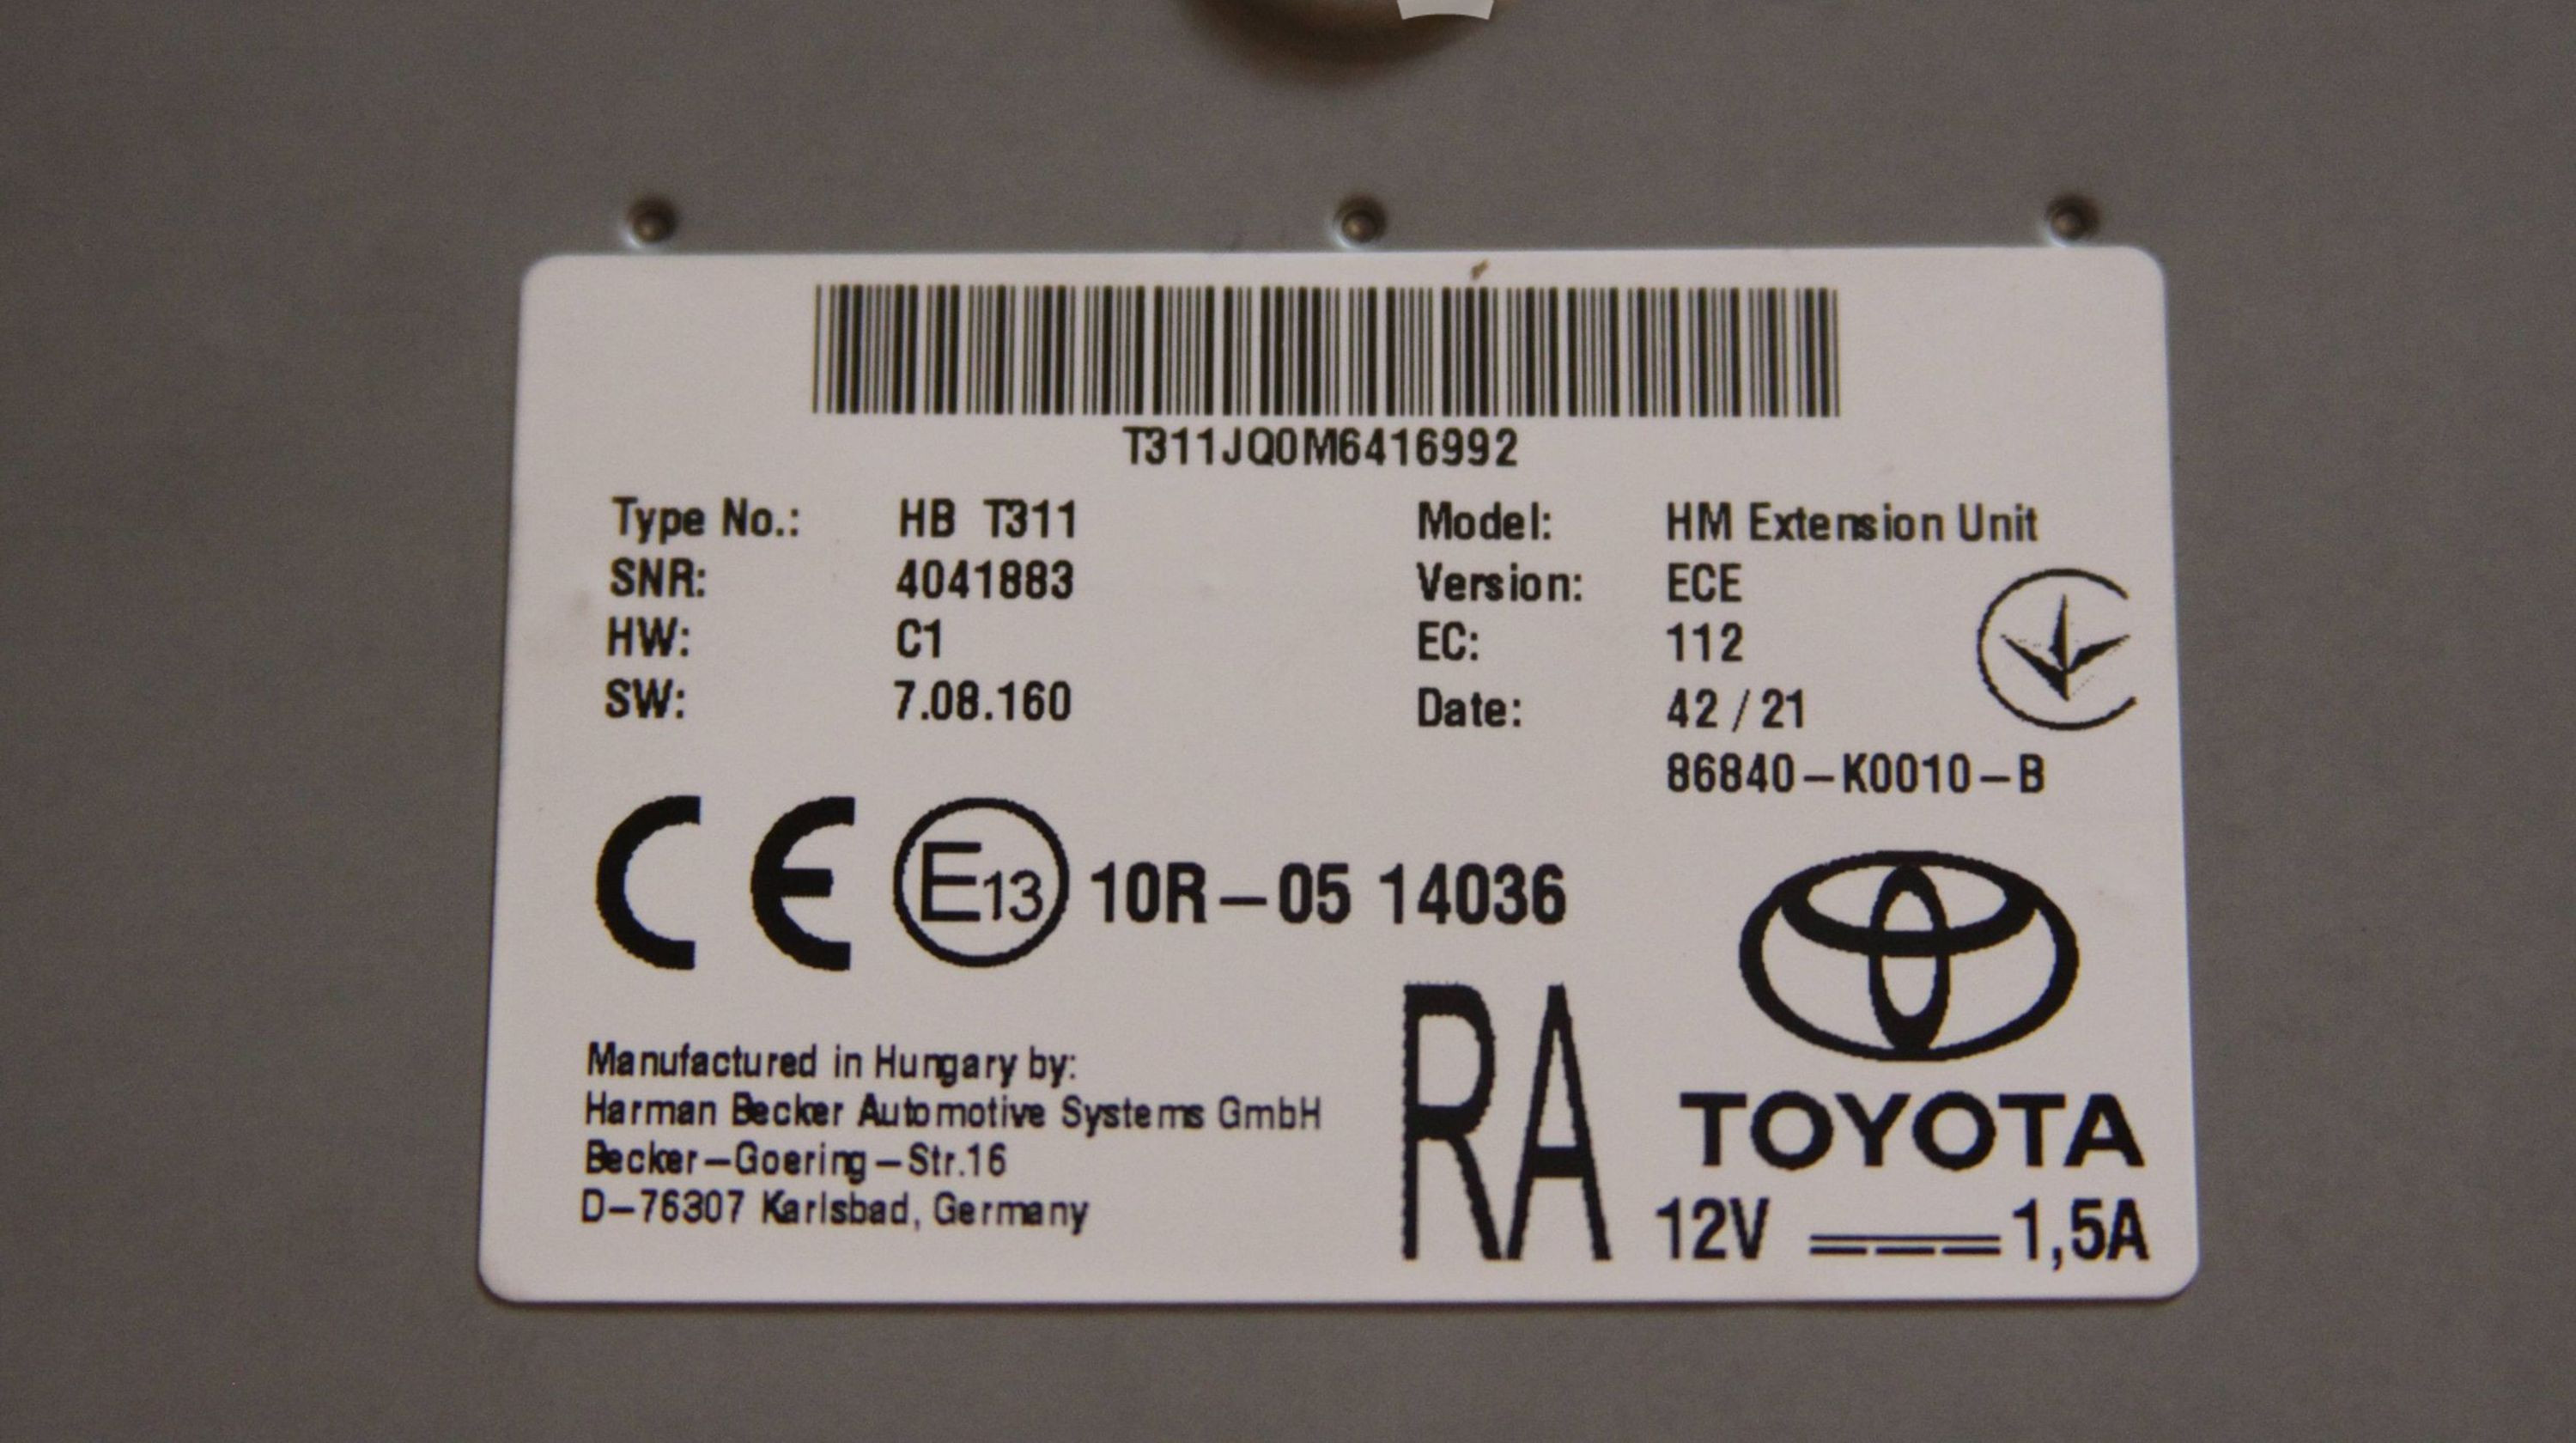 T311JQ0M6416992
Type No.: HB T311 Model: HM Extension Unit
SNR: 4041883 Version: ECE
HW: C1 EC: 112
SW: 7.08.160 Date: 42 / 21
86840-K0010-B
CE E13 10R-05 14036
Manufactured in Hungary by:
Harman Becker Automotive Systems GmbH
Becker-Goering-Str.16
D-76307 Karlsbad, Germany
RA
TOYOTA
12V 1,5A